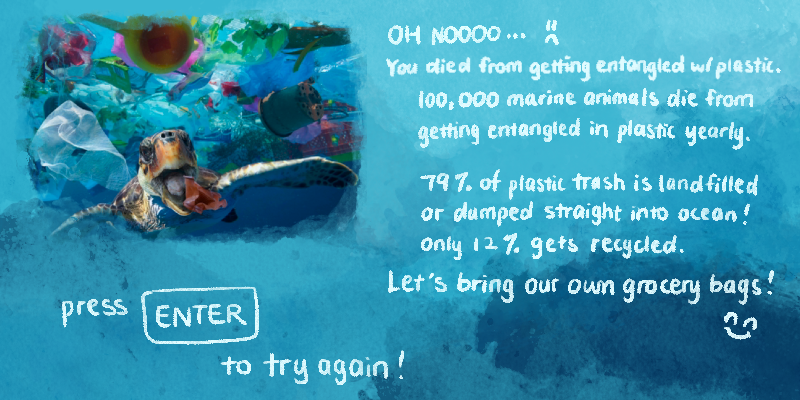 OH NOOOO...
You died from getting entangled w/ plastic.
100,000 marine animals die from
getting entangled in plastic yearly.
79% of plastic trash is landfilled
or dumped straight into ocean!
only 12% gets recycled.
Let's bring our own grocery bags!
press ENTER
to try again!